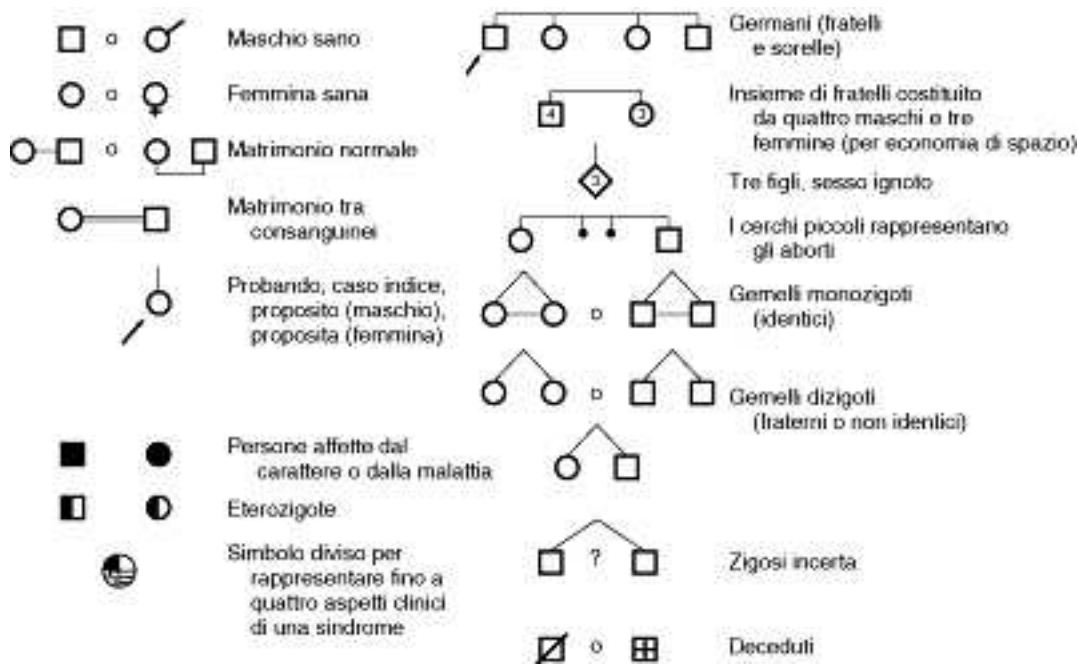 o Maschio sano
o Femmina sana
o Matrimonio normale
Matrimonio tra
consanguinei
Probando, caso indice,
proposito (maschio),
proposita (femmina)
Persone affette dal
carattere o dalla malattia
Eterozigote
Simbolo diviso per
rappresentare fino a
quattro aspetti clinici
di una sindrome
Germani (fratelli
e sorelle)
4 3 Insieme di fratelli costituito
da quattro maschi e tre
femmine (per economia di spazio)
3 Tre figli, sesso ignoto
I cerchi piccoli rappresentano
gli aborti
o Gemelli monozigoti
(identici)
o Gemelli dizigoti
(fraterni o non identici)
? Zigosi incerta
o Deceduti